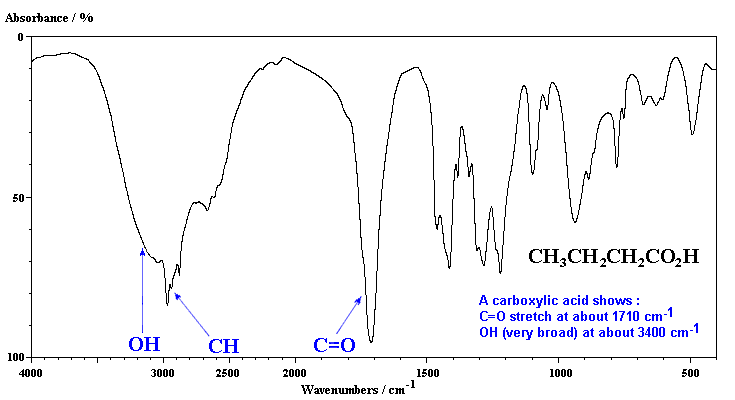 Absorbance / %
0
50
100
OH
CH
C=O
CH₃CH₂CH₂CO₂H
A carboxylic acid shows :
C=O stretch at about 1710 cm⁻¹
OH (very broad) at about 3400 cm⁻¹
4000 3000 2500 2000 1500 1000 500
Wavenumbers / cm⁻¹